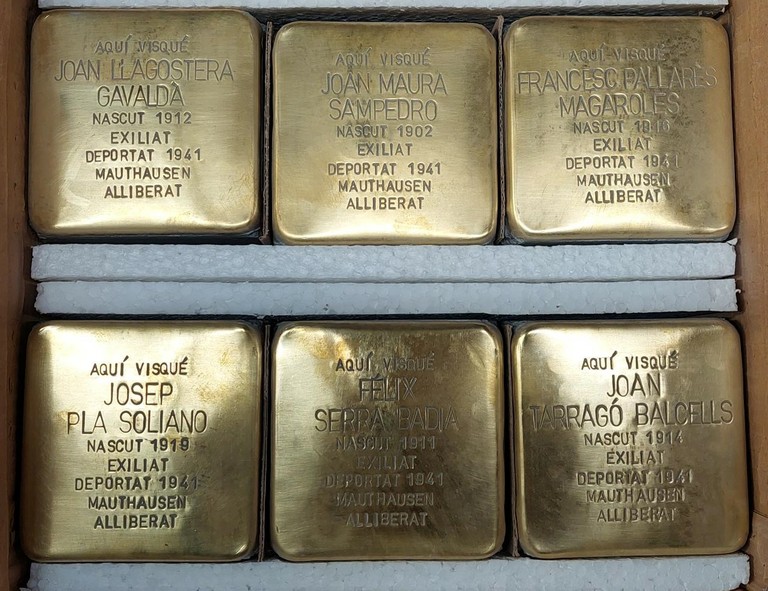 AQUÍ VISQUÉ
JOAN LLAGOSTERA
GAVALDÀ
NASCUT 1912
EXILIAT
DEPORTAT 1941
MAUTHAUSEN
ALLIBERAT
AQUÍ VISQUÉ
JOAN MAURA
SAMPEDRO
NASCUT 1902
EXILIAT
DEPORTAT 1941
MAUTHAUSEN
ALLIBERAT
AQUÍ VISQUÉ
FRANCESC PALLARÈS
MAGAROLES
NASCUT
EXILIAT
DEPORTAT 1941
MAUTHAUSEN
ALLIBERAT
AQUÍ VISQUÉ
JOSEP
PLA SOLIANO
NASCUT 1919
EXILIAT
DEPORTAT 1941
MAUTHAUSEN
ALLIBERAT
AQUÍ VISQUÉ
FÈLIX
SERRA BADIA
NASCUT 1911
EXILIAT
DEPORTAT 1941
MAUTHAUSEN
ALLIBERAT
AQUÍ VISQUÉ
JOAN
TARRAGÓ BALCELLS
NASCUT 1914
EXILIAT
DEPORTAT 1941
MAUTHAUSEN
ALLIBERAT